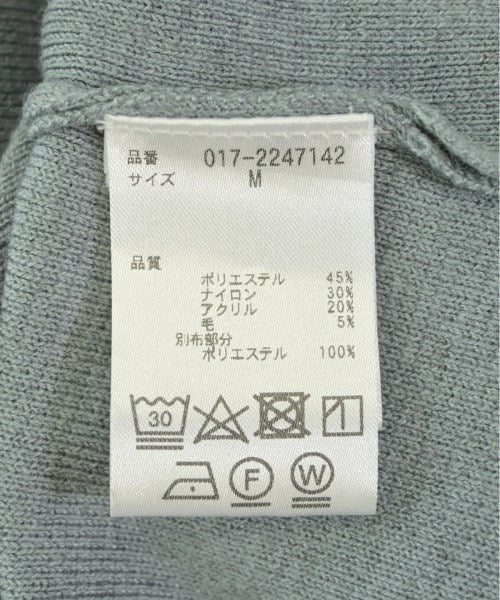 品番 017-2247142
サイズ M
品質
ポリエステル 45%
ナイロン 30%
アクリル 20%
毛 5%
別布部分
ポリエステル 100%
30
F W